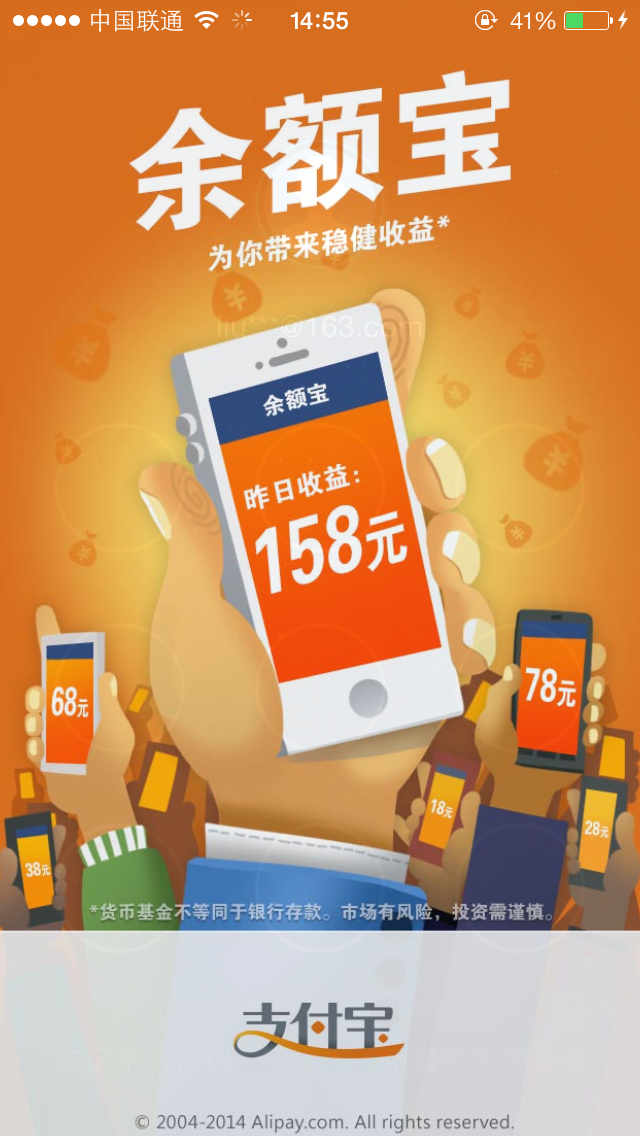 中国联通 14:55 41%
余额宝
为你带来稳健收益*
liu***@163.com
余额宝
昨日收益:
158元
68元
78元
18元
28元
38元
*货币基金不等同于银行存款。市场有风险，投资需谨慎。
支付宝
© 2004-2014 Alipay.com. All rights reserved.